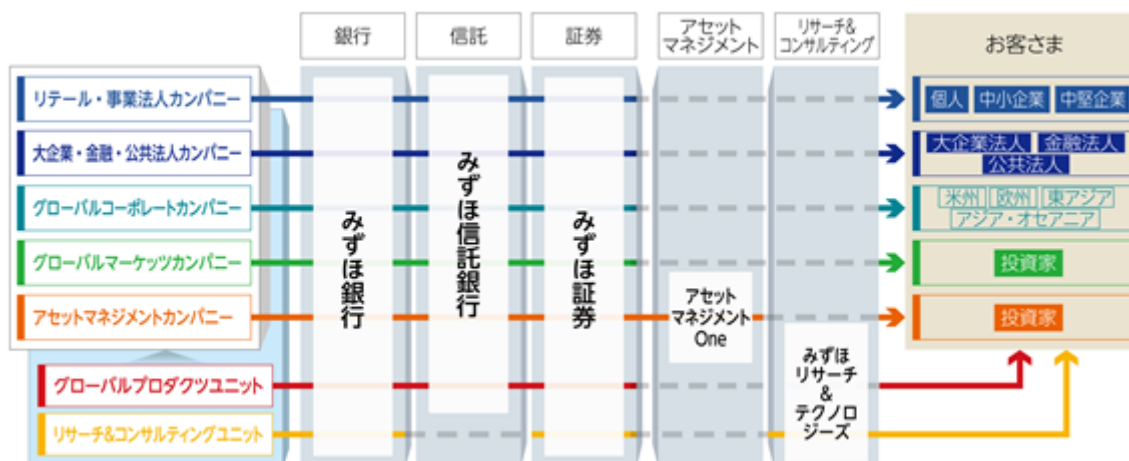 銀行
信託
証券
アセット
マネジメント
リサーチ&
コンサルティング
お客さま
リテール・事業法人カンパニー
個人 中小企業 中堅企業
大企業・金融・公共法人カンパニー
大企業法人 金融法人
公共法人
グローバルコーポレートカンパニー
米州 欧州 東アジア
アジア・オセアニア
グローバルマーケッツカンパニー
投資家
アセットマネジメントカンパニー
投資家
グローバルプロダクツユニット
リサーチ&コンサルティングユニット
みずほ銀行
みずほ信託銀行
みずほ証券
アセット
マネジメント
One
みずほ
リサーチ
&
テクノロ
ジーズ